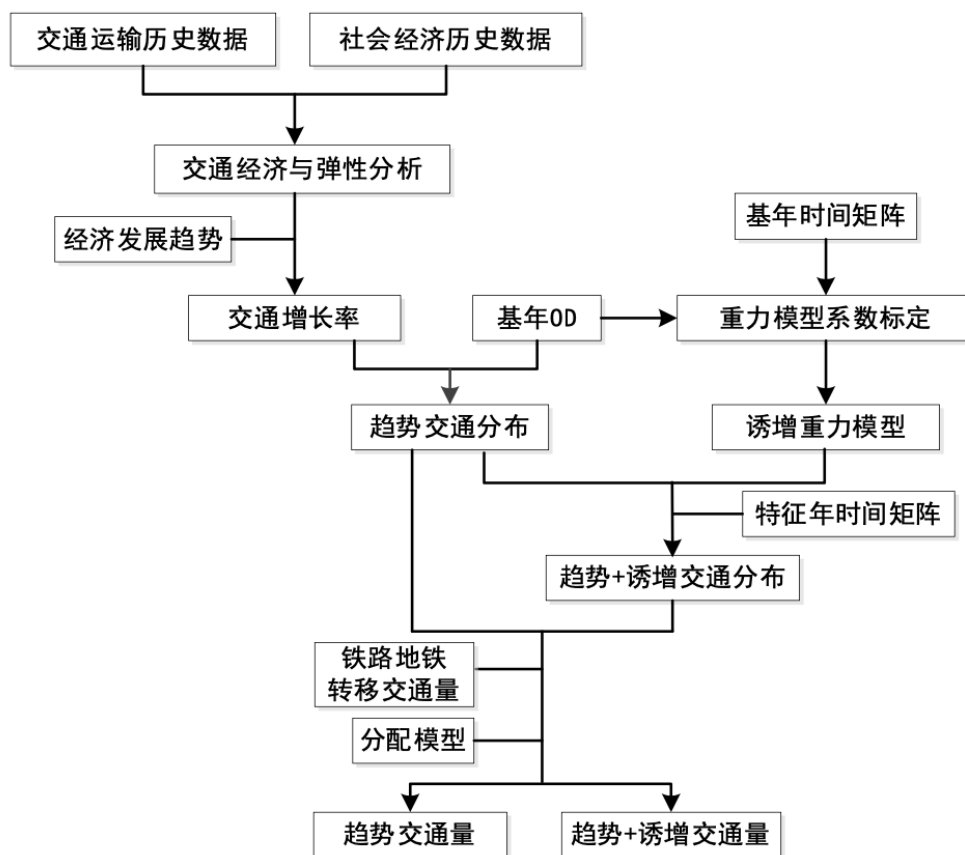 交通运输历史数据
社会经济历史数据
交通经济与弹性分析
经济发展趋势
基年时间矩阵
交通增长率
基年OD
重力模型系数标定
趋势交通分布
诱增重力模型
特征年时间矩阵
趋势+诱增交通分布
铁路地铁
转移交通量
分配模型
趋势交通量
趋势+诱增交通量